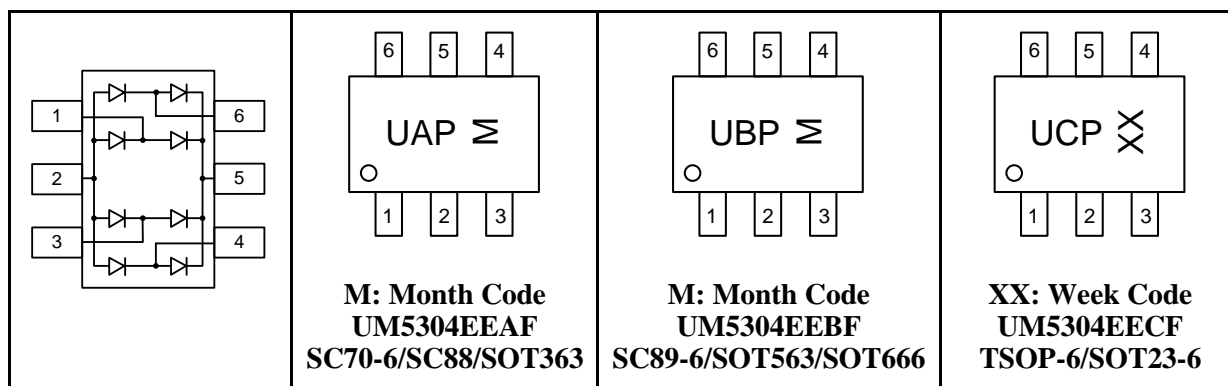 1
6
2
5
3
4
6 5 4
UAP M
1 2 3
M: Month Code
UM5304EEAF
SC70-6/SC88/SOT363
6 5 4
UBP M
1 2 3
M: Month Code
UM5304EEBF
SC89-6/SOT563/SOT666
6 5 4
UCP XX
1 2 3
XX: Week Code
UM5304EECF
TSOP-6/SOT23-6